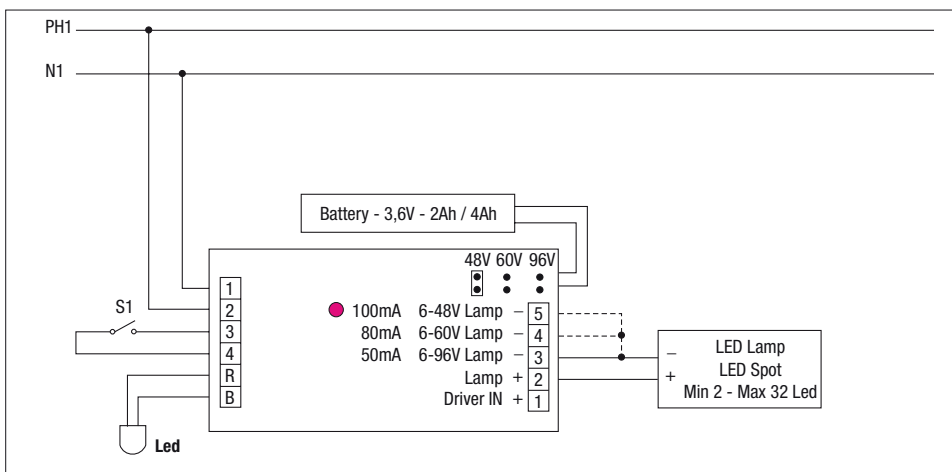 PH1
N1
Battery - 3,6V - 2Ah / 4Ah
48V 60V 96V
S1
1
2
3
4
R
B
Led
100mA 6-48V Lamp – 5
80mA 6-60V Lamp – 4
50mA 6-96V Lamp – 3
Lamp + 2
Driver IN + 1
– LED Lamp
LED Spot
+ Min 2 - Max 32 Led